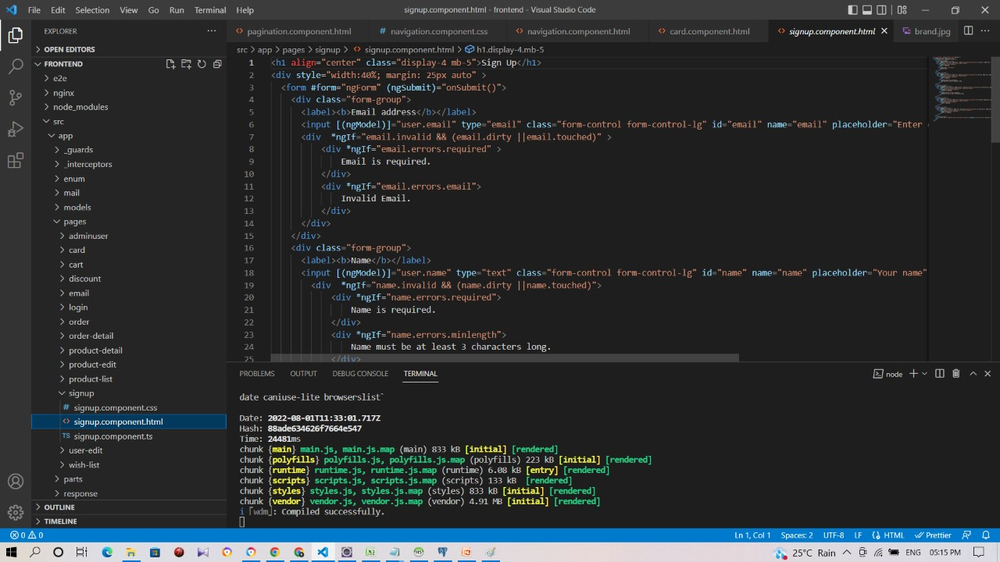 File Edit Selection View Go Run Terminal Help signup.component.html - frontend - Visual Studio Code
EXPLORER
OPEN EDITORS
FRONTEND
e2e
nginx
node_modules
src
app
_guards
_interceptors
enum
mail
models
pages
adminuser
card
cart
discount
email
login
order
order-detail
product-detail
product-edit
product-list
signup
# signup.component.css
<> signup.component.html
TS signup.component.ts
user-edit
wish-list
parts
response
OUTLINE
TIMELINE
<> pagination.component.html # navigation.component.css <> navigation.component.html <> card.component.html <> signup.component.html brand.jpg
src > app > pages > signup > <> signup.component.html > h1.display-4.mb-5
1 <h1 align="center" class="display-4 mb-5">Sign Up</h1>
2 <div style="width:40%; margin: 25px auto" >
3 <form #form="ngForm" (ngSubmit)="onSubmit()">
4 <div class="form-group">
5 <label><b>Email address</b></label>
6 <input [(ngModel)]="user.email" type="email" class="form-control form-control-lg" id="email" name="email" placeholder="Enter
7 <div *ngIf="email.invalid && (email.dirty ||email.touched)" >
8 <div *ngIf="email.errors.required" >
9 Email is required.
10 </div>
11 <div *ngIf="email.errors.email">
12 Invalid Email.
13 </div>
14 </div>
15 </div>
16 <div class="form-group">
17 <label><b>Name</b></label>
18 <input [(ngModel)]="user.name" type="text" class="form-control form-control-lg" id="name" name="name" placeholder="Your name"
19 <div *ngIf="name.invalid && (name.dirty ||name.touched)">
20 <div *ngIf="name.errors.required">
21 Name is required.
22 </div>
23 <div *ngIf="name.errors.minlength">
24 Name must be at least 3 characters long.
25 </div>
PROBLEMS OUTPUT DEBUG CONSOLE TERMINAL node
date caniuse-lite browserslist`
Date: 2022-08-01T11:33:01.717Z
Hash: 88ade634626f7664e547
Time: 24481ms
chunk {main} main.js, main.js.map (main) 833 kB [initial] [rendered]
chunk {polyfills} polyfills.js, polyfills.js.map (polyfills) 223 kB [initial] [rendered]
chunk {runtime} runtime.js, runtime.js.map (runtime) 6.08 kB [entry] [rendered]
chunk {scripts} scripts.js, scripts.js.map (scripts) 133 kB [rendered]
chunk {styles} styles.js, styles.js.map (styles) 833 kB [initial] [rendered]
chunk {vendor} vendor.js, vendor.js.map (vendor) 4.91 MB [initial] [rendered]
i ｢wdm｣: Compiled successfully.
0 0 Ln 1, Col 1 Spaces: 2 UTF-8 LF HTML Prettier
25°C Rain 05:15 PM